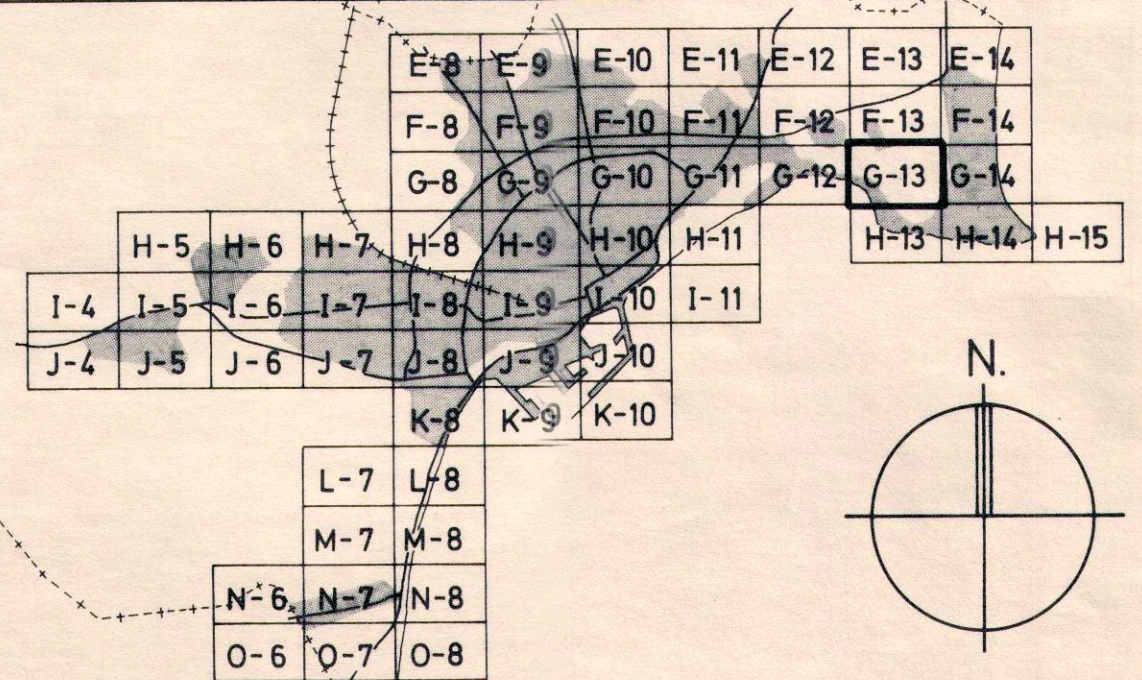 E-8 E-9 E-10 E-11 E-12 E-13 E-14
F-8 F-9 F-10 F-11 F-12 F-13 F-14
G-8 G-9 G-10 G-11 G-12 G-13 G-14
H-5 H-6 H-7 H-8 H-9 H-10 H-11 H-13 H-14 H-15
I-4 I-5 I-6 I-7 I-8 I-9 I-10 I-11
J-4 J-5 J-6 J-7 J-8 J-9 J-10
N.
K-8 K-9 K-10
L-7 L-8
M-7 M-8
N-6 N-7 N-8
O-6 O-7 O-8